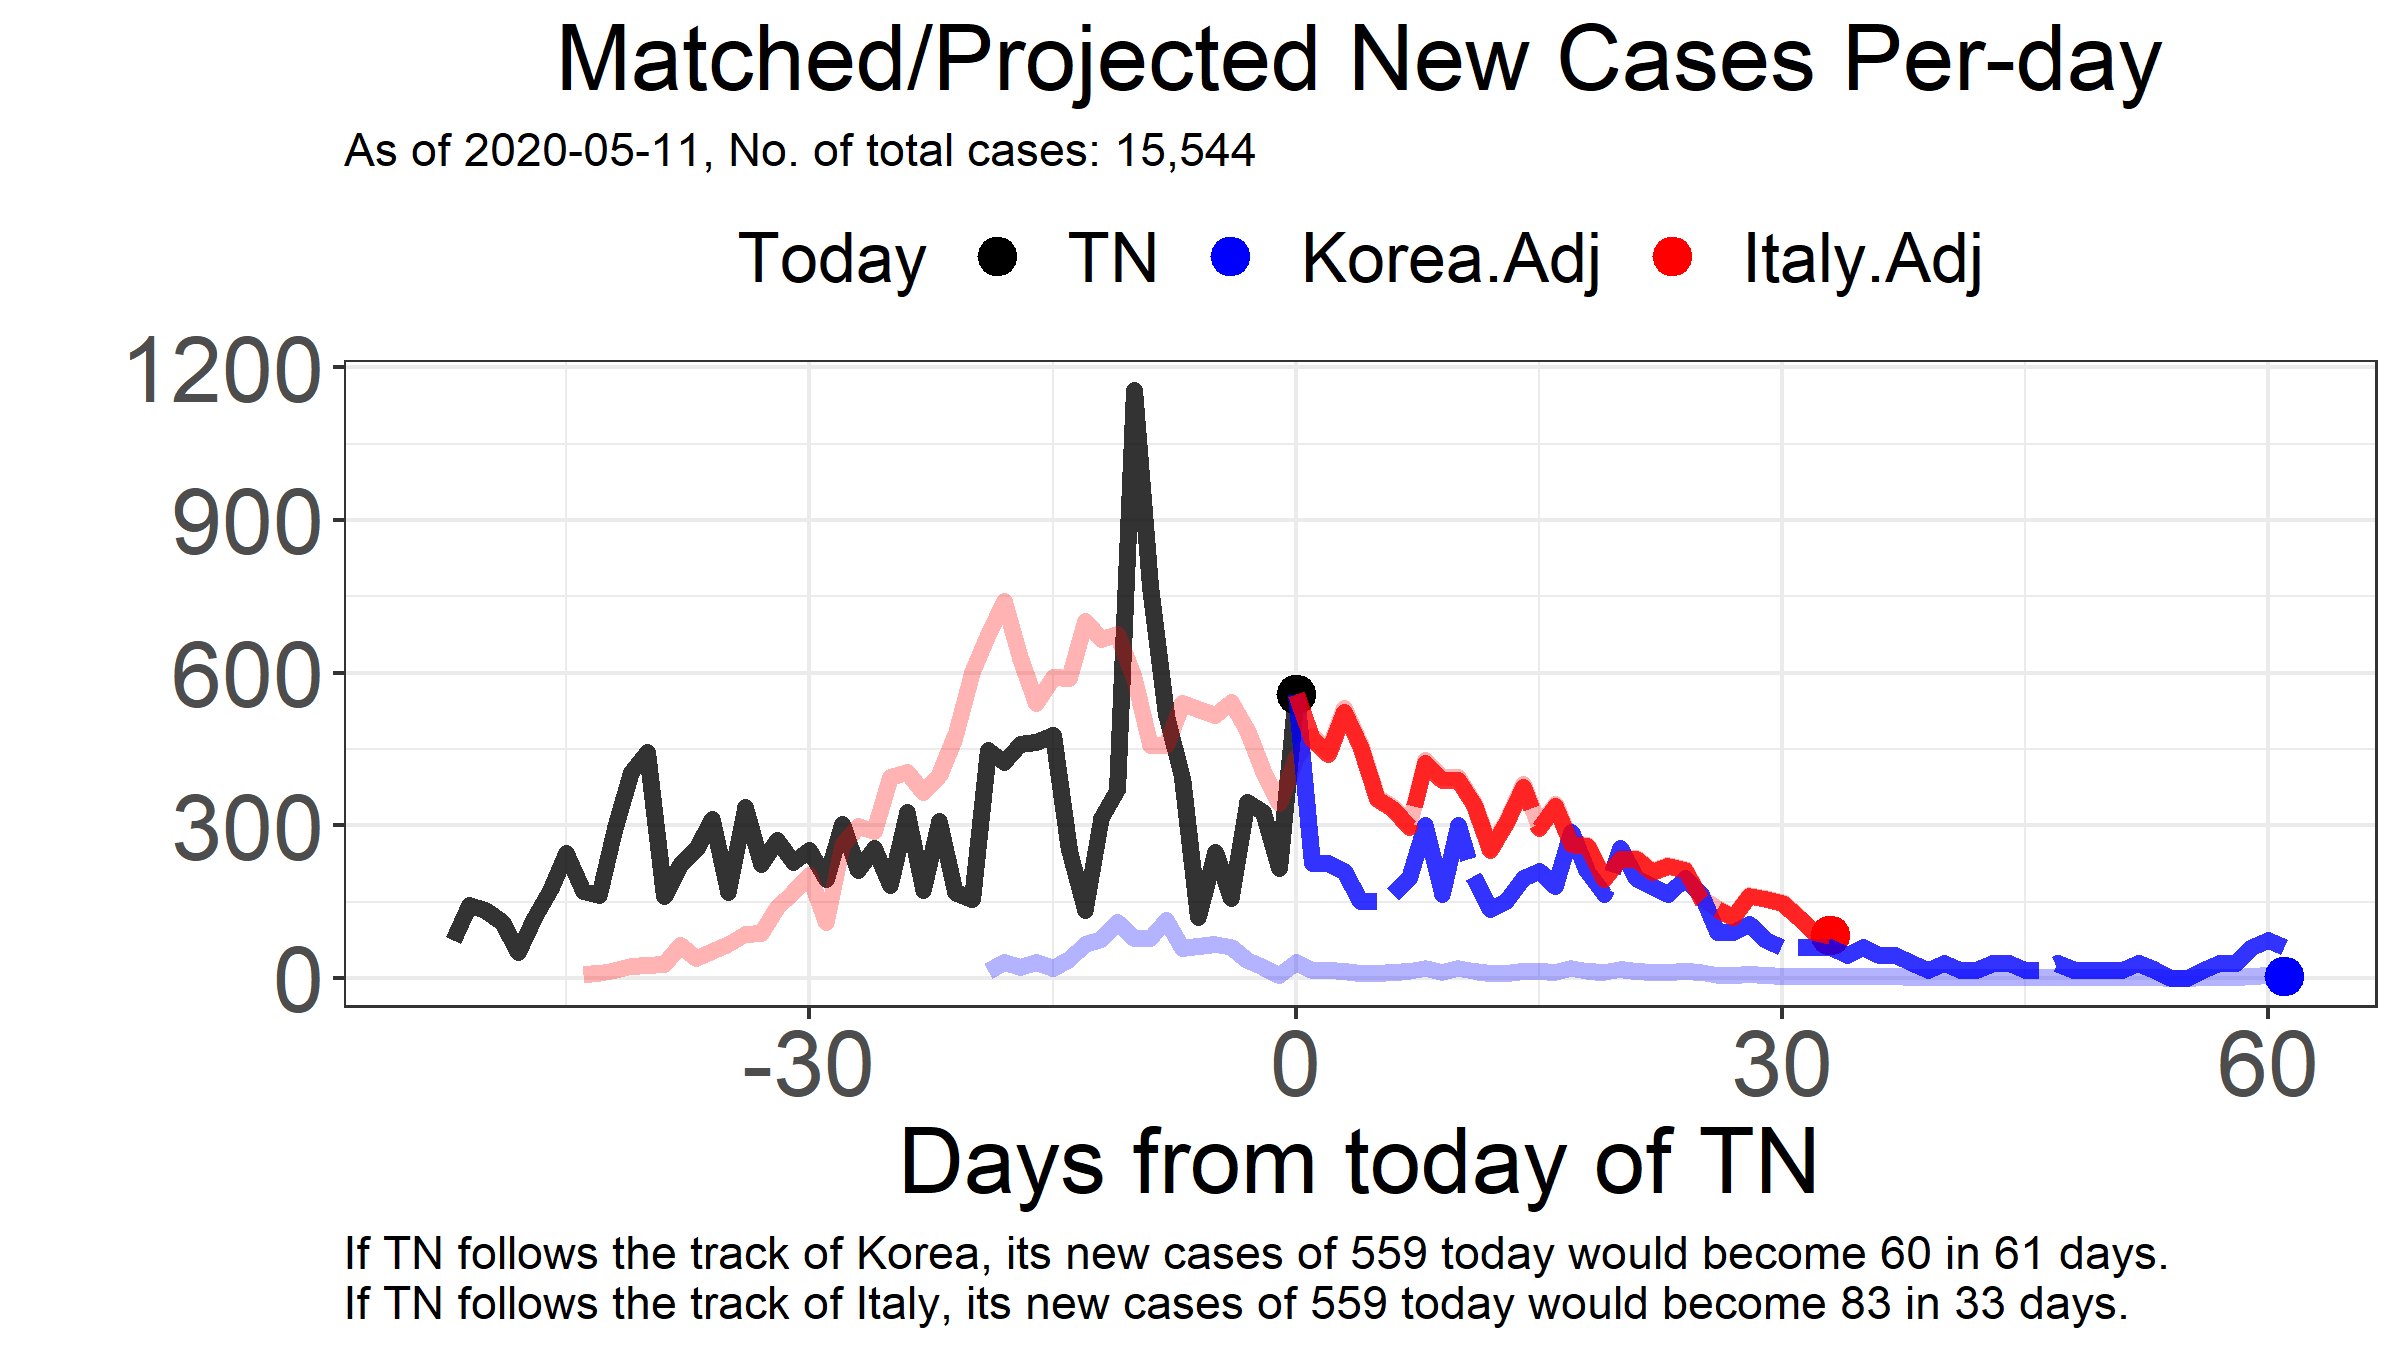 Matched/Projected New Cases Per-day
As of 2020-05-11, No. of total cases: 15,544
Today TN Korea.Adj Italy.Adj
1200
900
600
300
0
-30 0 30 60
Days from today of TN
If TN follows the track of Korea, its new cases of 559 today would become 60 in 61 days.
If TN follows the track of Italy, its new cases of 559 today would become 83 in 33 days.